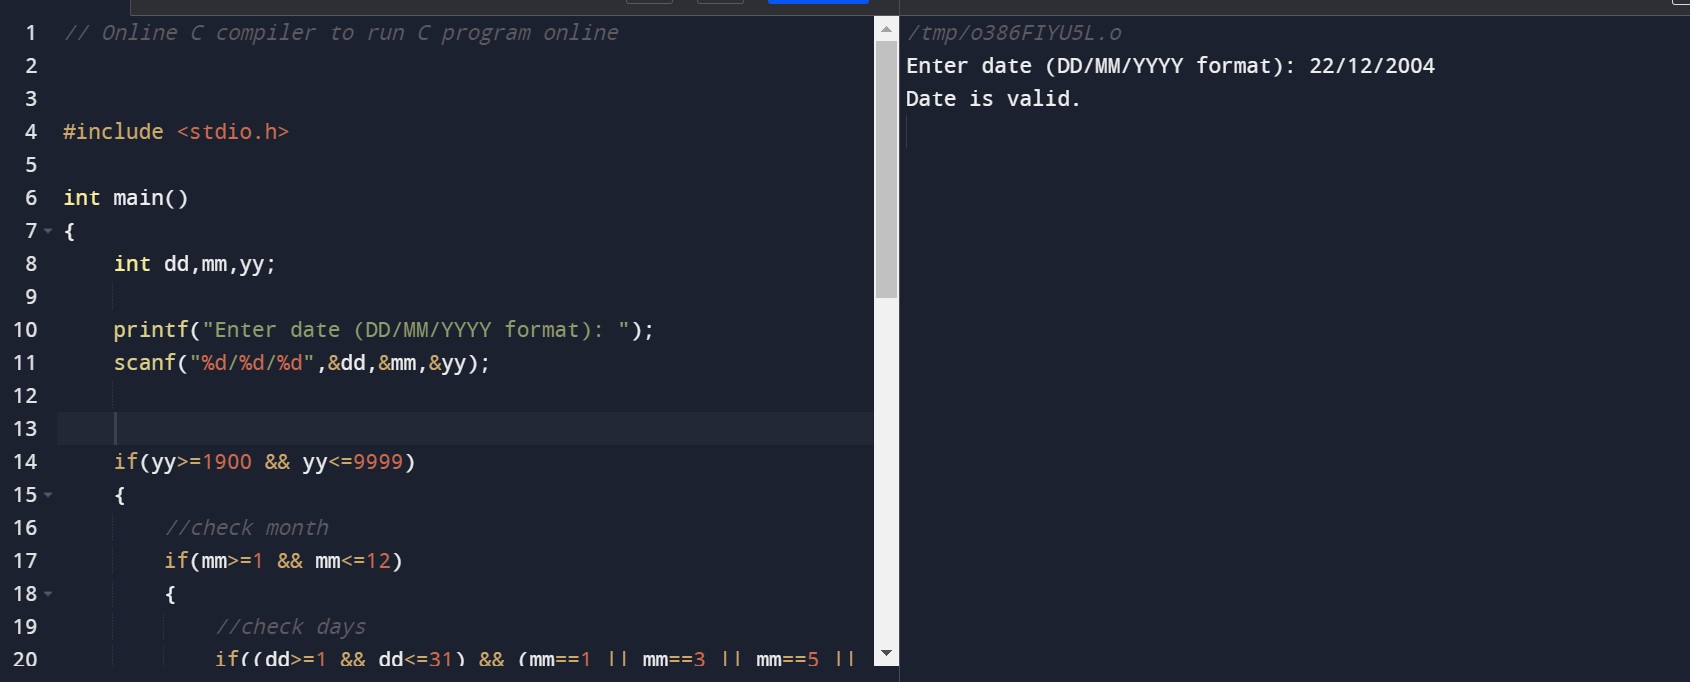 1 // Online C compiler to run C program online
2
3
4 #include <stdio.h>
5
6 int main()
7 {
8 int dd,mm,yy;
9
10 printf("Enter date (DD/MM/YYYY format): ");
11 scanf("%d/%d/%d",&dd,&mm,&yy);
12
13
14 if(yy>=1900 && yy<=9999)
15 {
16 //check month
17 if(mm>=1 && mm<=12)
18 {
19 //check days
20 if((dd>=1 && dd<=31) && (mm==1 || mm==3 || mm==5 ||
/tmp/o386FIYU5L.o
Enter date (DD/MM/YYYY format): 22/12/2004
Date is valid.